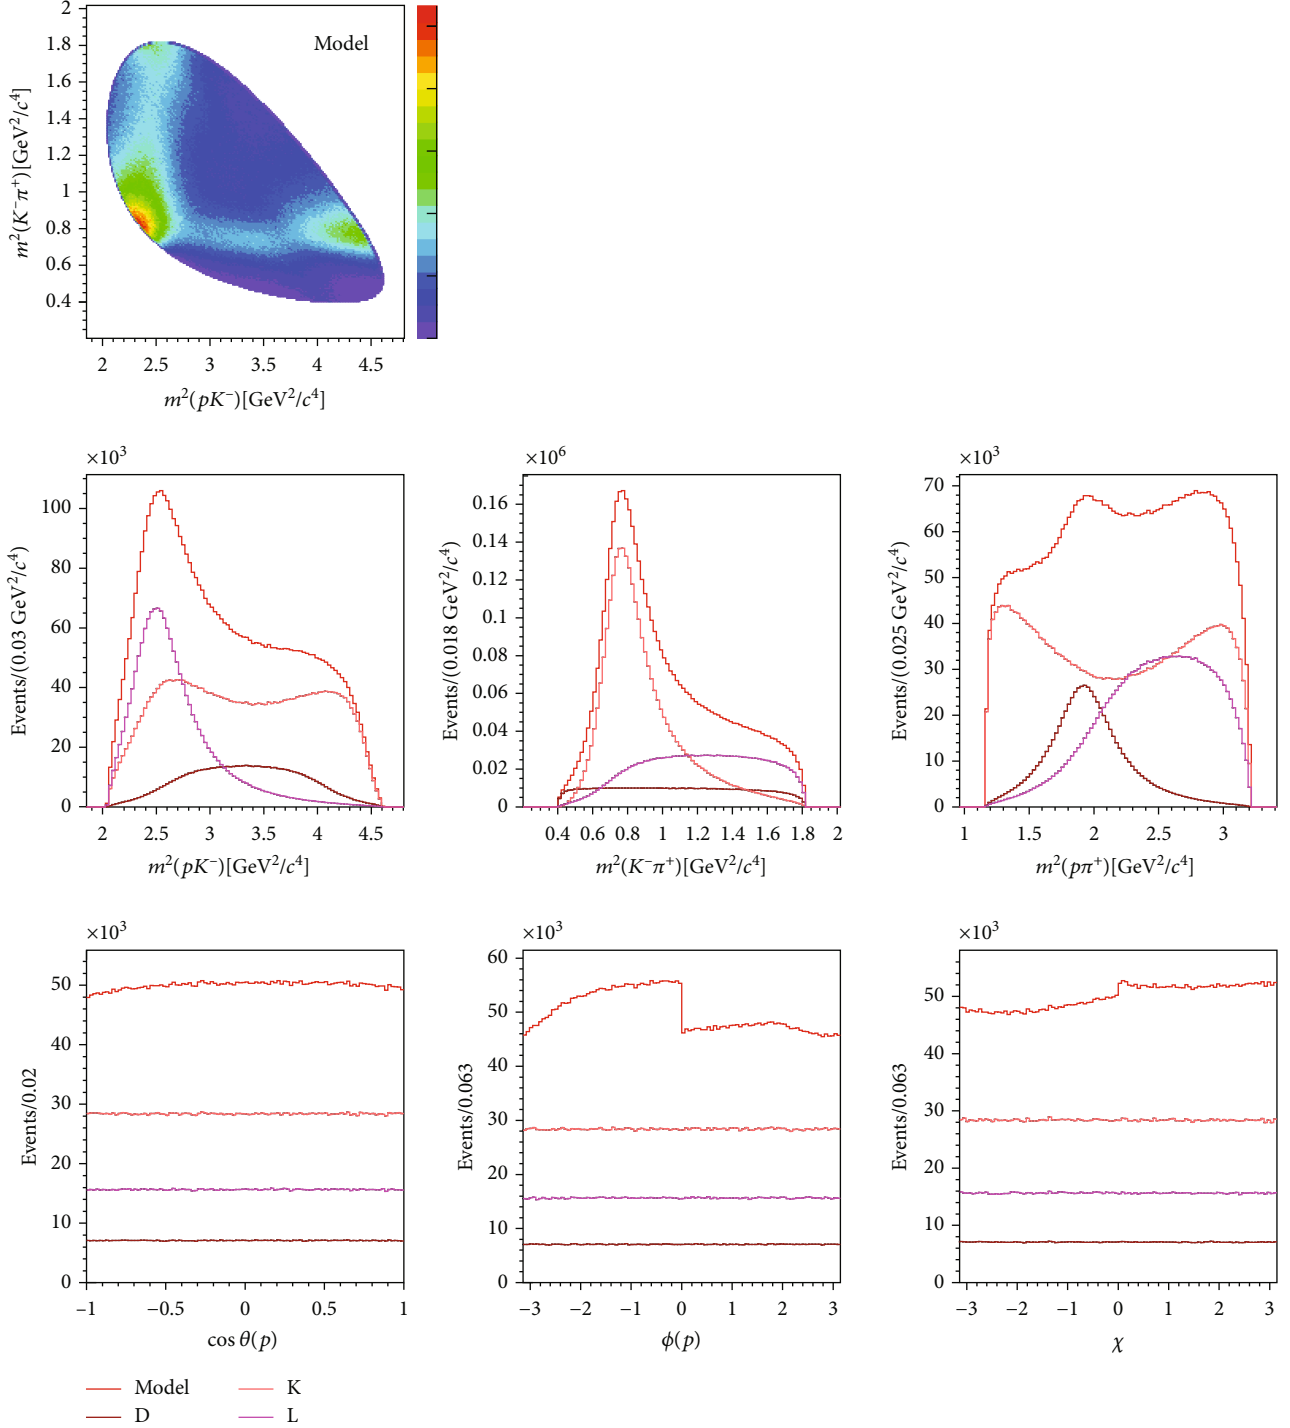 Model
2
1.8
1.6
1.4
1.2
1
0.8
0.6
0.4
m²(K⁻π⁺)[GeV²/c⁴]
2 2.5 3 3.5 4 4.5
m²(pK⁻)[GeV²/c⁴]
×10³
100
80
60
40
20
0
Events/(0.03 GeV²/c⁴)
2 2.5 3 3.5 4 4.5
m²(pK⁻)[GeV²/c⁴]
×10⁶
0.16
0.14
0.12
0.1
0.08
0.06
0.04
0.02
0
Events/(0.018 GeV²/c⁴)
0.4 0.6 0.8 1 1.2 1.4 1.6 1.8 2
m²(K⁻π⁺)[GeV²/c⁴]
×10³
70
60
50
40
30
20
10
0
Events/(0.025 GeV²/c⁴)
1 1.5 2 2.5 3
m²(pπ⁺)[GeV²/c⁴]
×10³
50
40
30
20
10
0
Events/0.02
−1 −0.5 0 0.5 1
cos θ(p)
×10³
60
50
40
30
20
10
0
Events/0.063
−3 −2 −1 0 1 2 3
ϕ(p)
×10³
50
40
30
20
10
0
Events/0.063
−3 −2 −1 0 1 2 3
χ
Model K
D L